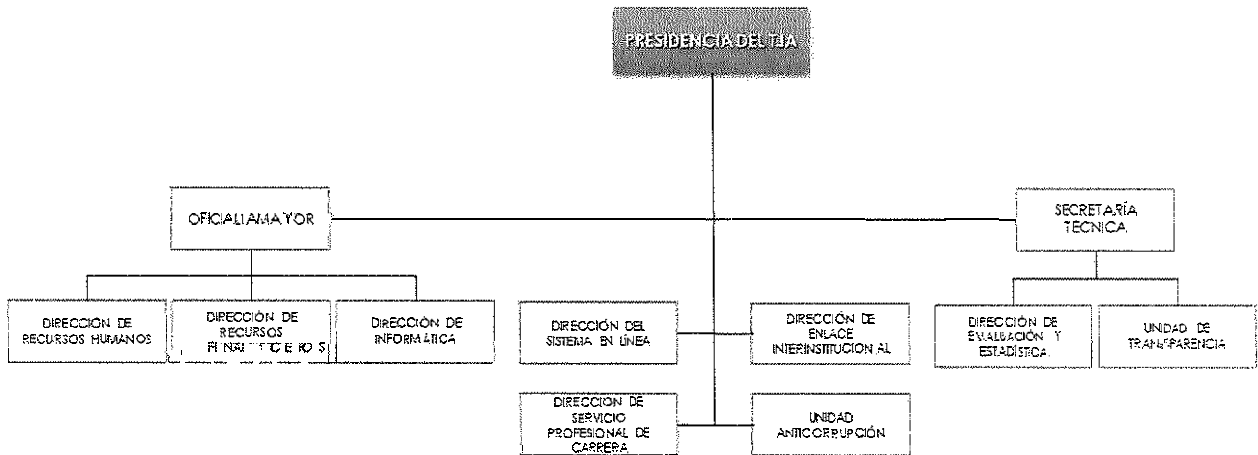 PRESIDENCIA DEL TJA
OFICIALIA MAYOR
SECRETARÍA
TECNICA
DIRECCIÓN DE
RECURSOS HUMANOS
DIRECCIÓN DE
RECURSOS
DIRECCIÓN DE
INFORMÁTICA
DIRECCIÓN DEL
SISTEMA EN LÍNEA
DIRECCIÓN DE
ENLACE
INTERINSTITUCIONAL
DIRECCIÓN DE
EVALUACIÓN Y
ESTADÍSTICA
UNIDAD DE
TRANSPARENCIA
DIRECCION DE
SERVICIO
PROFESIONAL DE
CARRERA
UNIDAD
ANTICORRUPCIÓN